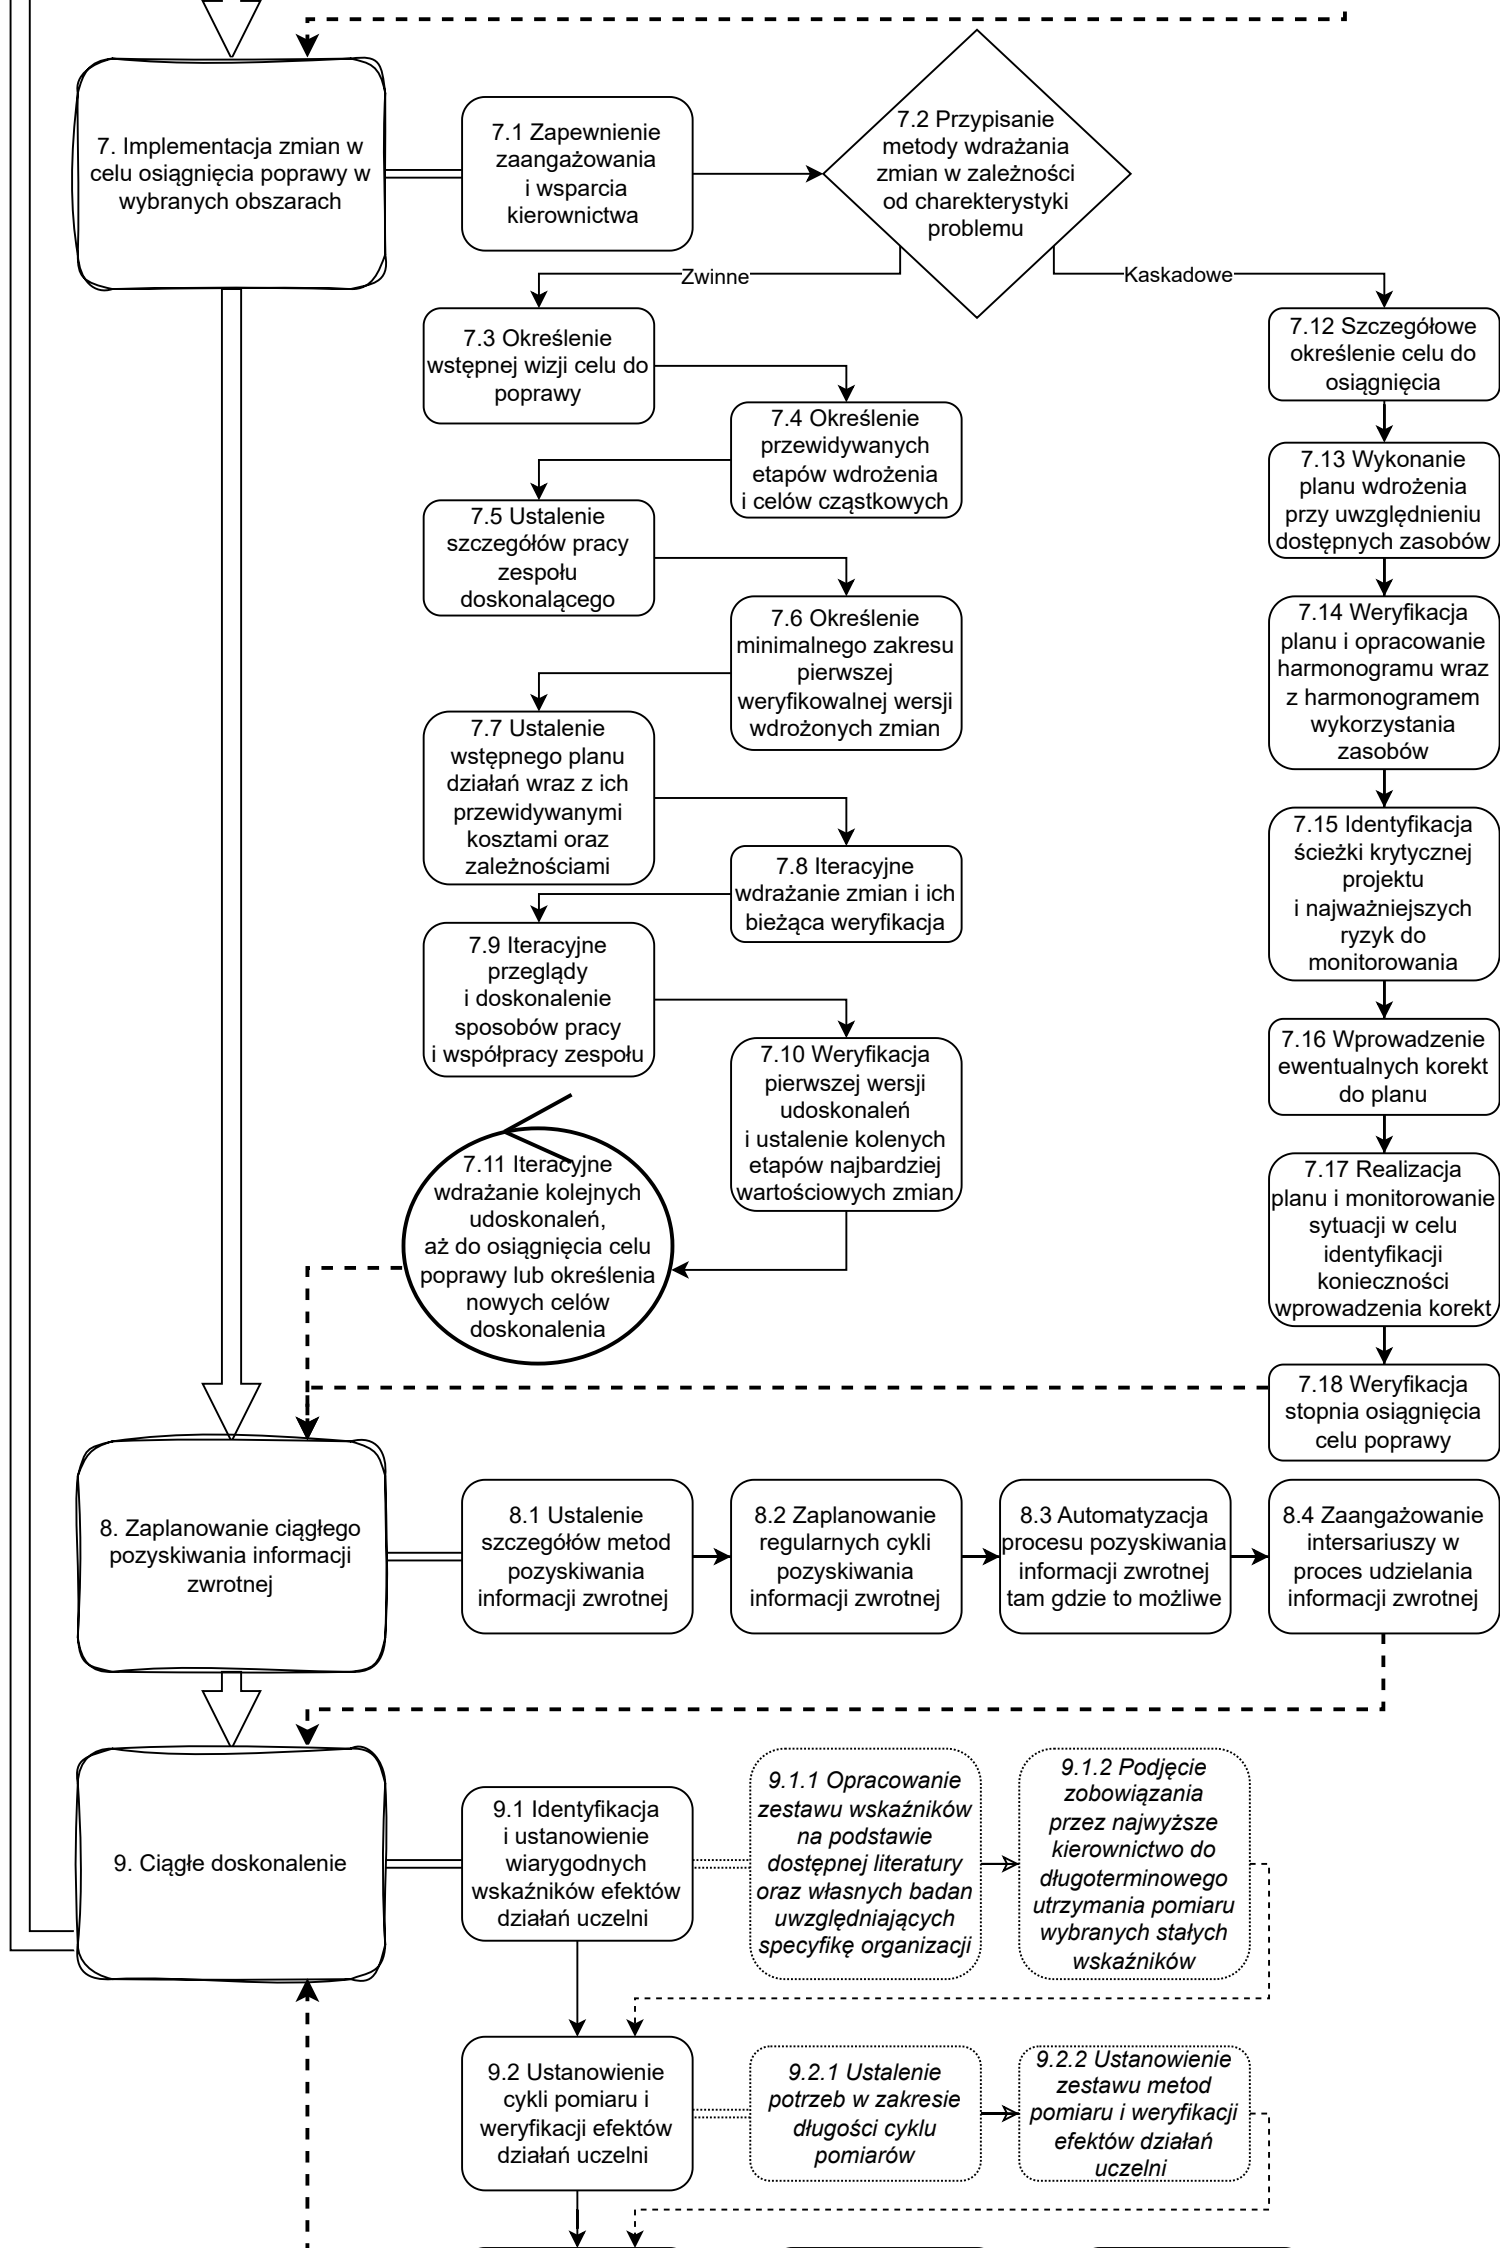 7. Implementacja zmian w
celu osiągnięcia poprawy w
wybranych obszarach
7.1 Zapewnienie
zaangażowania
i wsparcia
kierownictwa
7.2 Przypisanie
metody wdrażania
zmian w zależności
od charekterystyki
problemu
Zwinne
Kaskadowe
7.3 Określenie
wstępnej wizji celu do
poprawy
7.4 Określenie
przewidywanych
etapów wdrożenia
i celów cząstkowych
7.5 Ustalenie
szczegółów pracy
zespołu
doskonalącego
7.6 Określenie
minimalnego zakresu
pierwszej
weryfikowalnej wersji
wdrożonych zmian
7.7 Ustalenie
wstępnego planu
działań wraz z ich
przewidywanymi
kosztami oraz
zależnościami
7.8 Iteracyjne
wdrażanie zmian i ich
bieżąca weryfikacja
7.9 Iteracyjne
przeglądy
i doskonalenie
sposobów pracy
i współpracy zespołu
7.10 Weryfikacja
pierwszej wersji
udoskonaleń
i ustalenie kolenych
etapów najbardziej
wartościowych zmian
7.11 Iteracyjne
wdrażanie kolejnych
udoskonaleń,
aż do osiągnięcia celu
poprawy lub określenia
nowych celów
doskonalenia
7.12 Szczegółowe
określenie celu do
osiągnięcia
7.13 Wykonanie
planu wdrożenia
przy uwzględnieniu
dostępnych zasobów
7.14 Weryfikacja
planu i opracowanie
harmonogramu wraz
z harmonogramem
wykorzystania
zasobów
7.15 Identyfikacja
ścieżki krytycznej
projektu
i najważniejszych
ryzyk do
monitorowania
7.16 Wprowadzenie
ewentualnych korekt
do planu
7.17 Realizacja
planu i monitorowanie
sytuacji w celu
identyfikacji
konieczności
wprowadzenia korekt
7.18 Weryfikacja
stopnia osiągnięcia
celu poprawy
8. Zaplanowanie ciągłego
pozyskiwania informacji
zwrotnej
8.1 Ustalenie
szczegółów metod
pozyskiwania
informacji zwrotnej
8.2 Zaplanowanie
regularnych cykli
pozyskiwania
informacji zwrotnej
8.3 Automatyzacja
procesu pozyskiwania
informacji zwrotnej
tam gdzie to możliwe
8.4 Zaangażowanie
intersariuszy w
proces udzielania
informacji zwrotnej
9. Ciągłe doskonalenie
9.1 Identyfikacja
i ustanowienie
wiarygodnych
wskaźników efektów
działań uczelni
9.1.1 Opracowanie
zestawu wskaźników
na podstawie
dostępnej literatury
oraz własnych badan
uwzględniających
specyfikę organizacji
9.1.2 Podjęcie
zobowiązania
przez najwyższe
kierownictwo do
długoterminowego
utrzymania pomiaru
wybranych stałych
wskaźników
9.2 Ustanowienie
cykli pomiaru i
weryfikacji efektów
działań uczelni
9.2.1 Ustalenie
potrzeb w zakresie
długości cyklu
pomiarów
9.2.2 Ustanowienie
zestawu metod
pomiaru i weryfikacji
efektów działań
uczelni